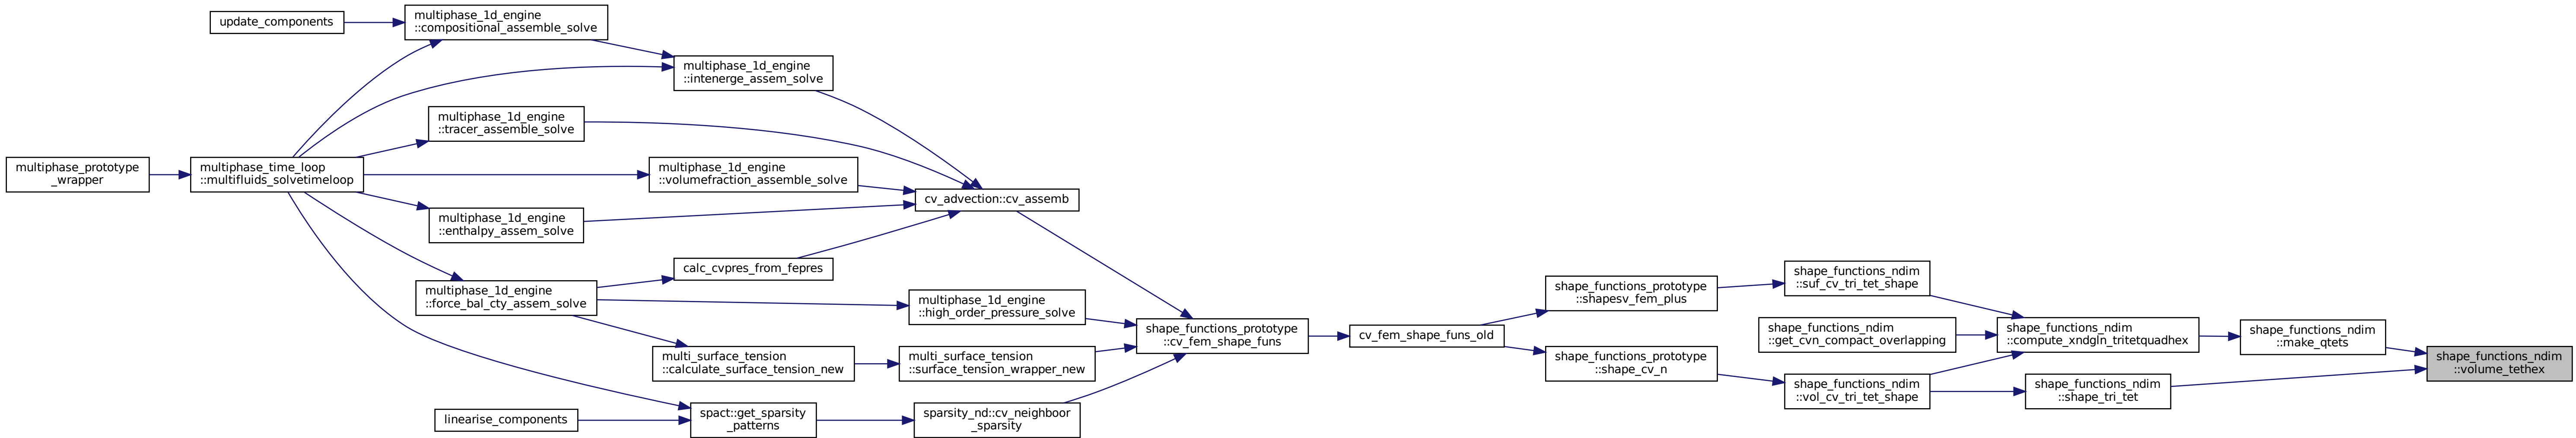 update_components
multiphase_1d_engine
::compositional_assemble_solve
multiphase_1d_engine
::intenerge_assem_solve
multiphase_1d_engine
::tracer_assemble_solve
multiphase_prototype
_wrapper
multiphase_time_loop
::multifluids_solvetimeloop
multiphase_1d_engine
::volumefraction_assemble_solve
cv_advection::cv_assemb
multiphase_1d_engine
::enthalpy_assem_solve
calc_cvpres_from_fepres
multiphase_1d_engine
::force_bal_cty_assem_solve
multiphase_1d_engine
::high_order_pressure_solve
multi_surface_tension
::calculate_surface_tension_new
multi_surface_tension
::surface_tension_wrapper_new
linearise_components
spact::get_sparsity
_patterns
sparsity_nd::cv_neighboor
_sparsity
shape_functions_prototype
::cv_fem_shape_funs
cv_fem_shape_funs_old
shape_functions_prototype
::shapesv_fem_plus
shape_functions_prototype
::shape_cv_n
shape_functions_ndim
::suf_cv_tri_tet_shape
shape_functions_ndim
::get_cvn_compact_overlapping
shape_functions_ndim
::vol_cv_tri_tet_shape
shape_functions_ndim
::compute_xndgln_tritetquadhex
shape_functions_ndim
::shape_tri_tet
shape_functions_ndim
::make_qtets
shape_functions_ndim
::volume_tethex